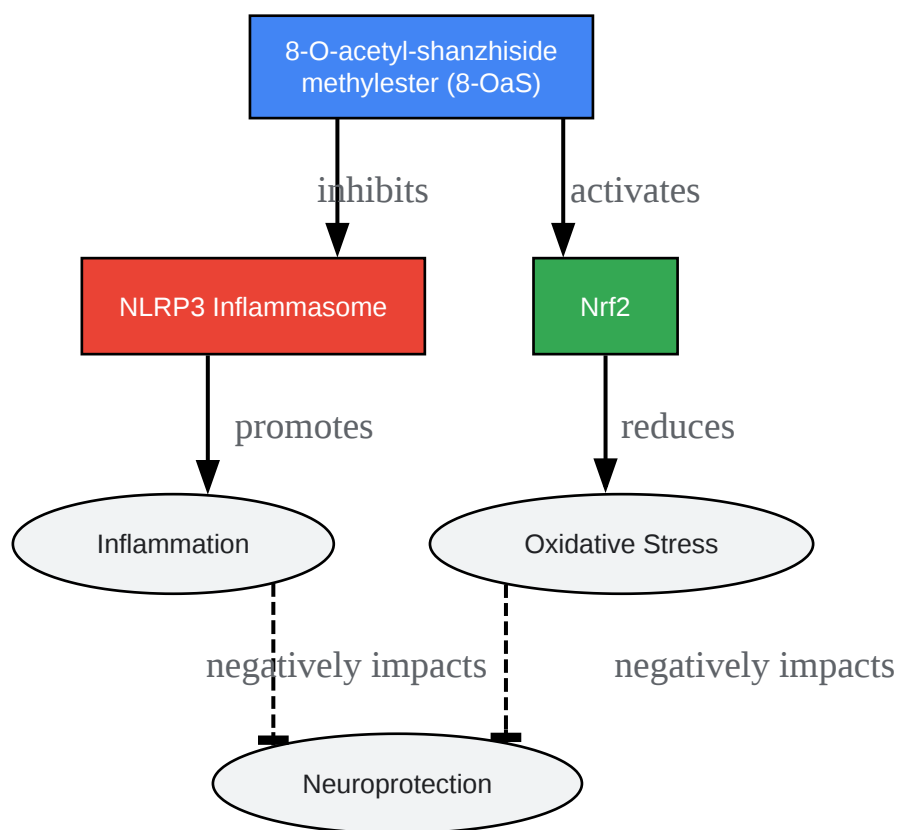 8-O-acetyl-shanzhiside
methylester (8-OaS)
inhibits
activates
NLRP3 Inflammasome
Nrf2
promotes
reduces
Inflammation
Oxidative Stress
negatively impacts
negatively impacts
Neuroprotection